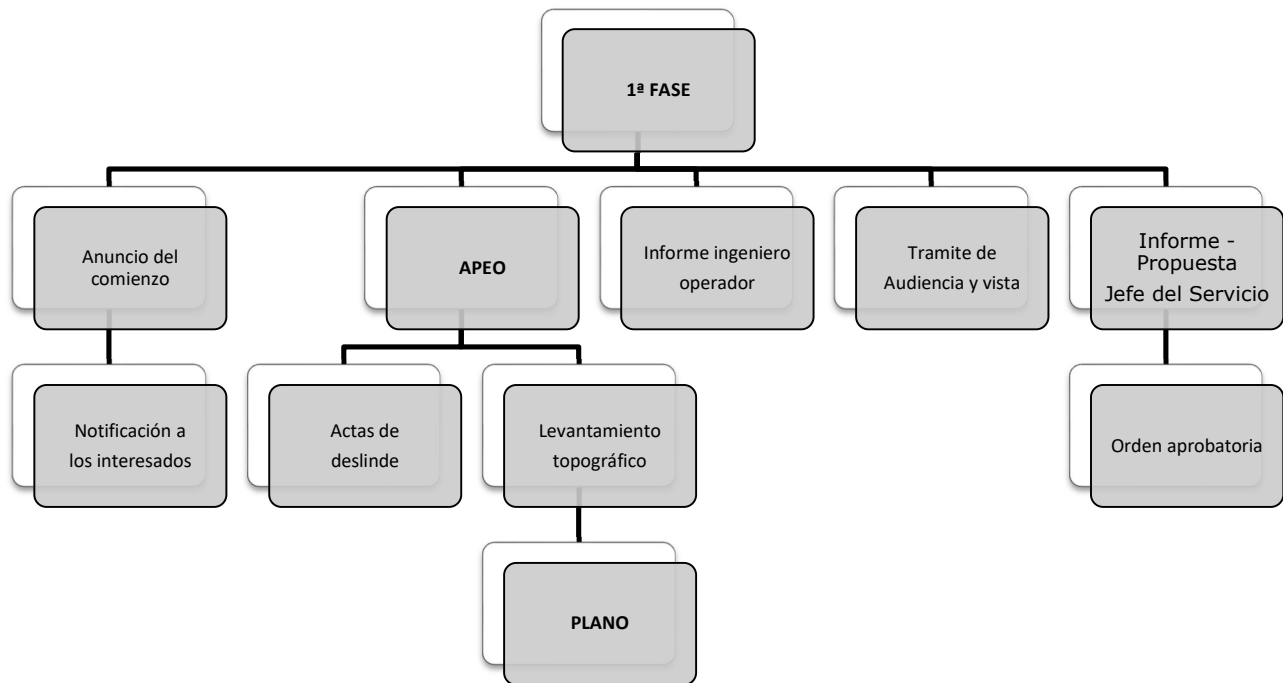 1ª FASE
Anuncio del
comienzo
APEO
Informe ingeniero
operador
Tramite de
Audiencia y vista
Informe -
Propuesta
Jefe del Servicio
Notificación a
los interesados
Actas de
deslinde
Levantamiento
topográfico
Orden aprobatoria
PLANO